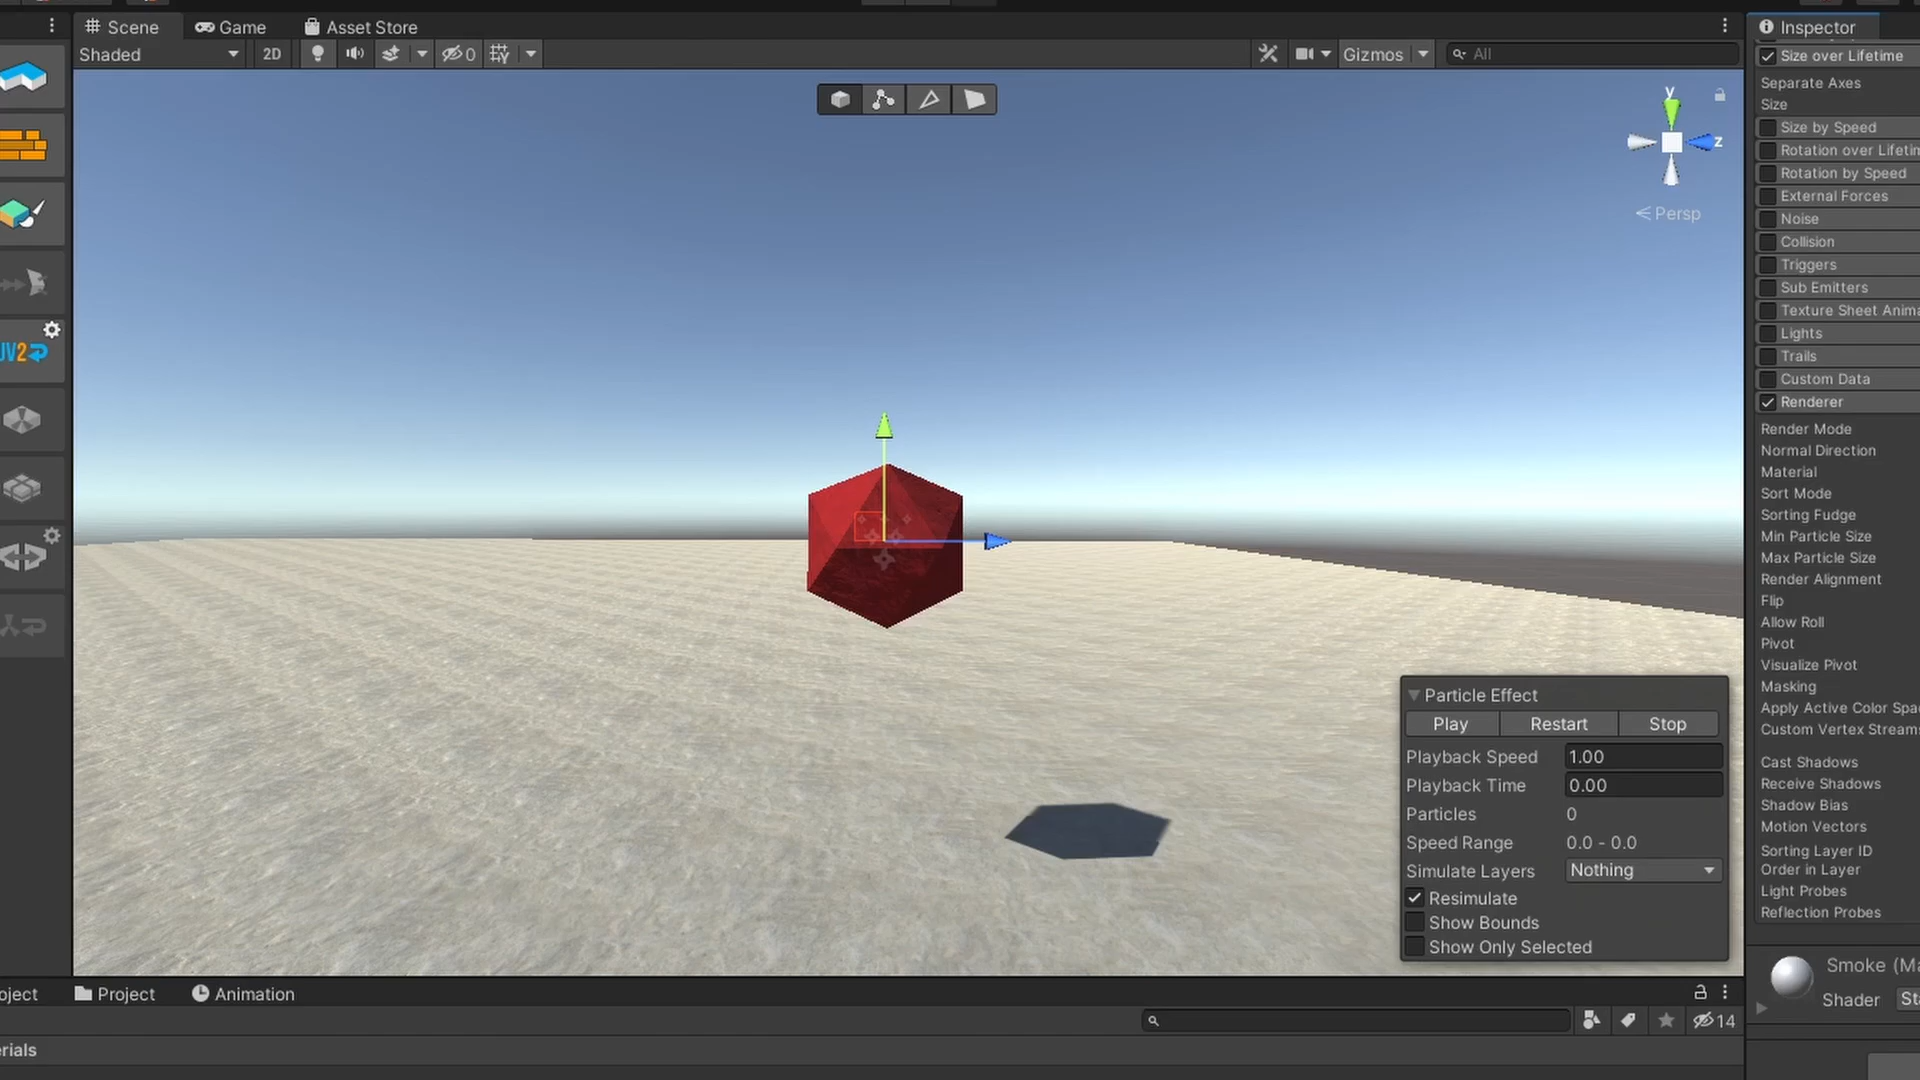 Scene
Game
Asset Store
Inspector
Shaded
2D
0
Gizmos
All
Size over Lifetime
Separate Axes
Size
Size by Speed
Rotation over Lifetim
Rotation by Speed
External Forces
Noise
Collision
Triggers
Sub Emitters
Texture Sheet Anima
Lights
Trails
Custom Data
Renderer
Render Mode
Normal Direction
Material
Sort Mode
Sorting Fudge
Min Particle Size
Max Particle Size
Render Alignment
Flip
Allow Roll
Pivot
Visualize Pivot
Masking
Apply Active Color Spa
Custom Vertex Streams
Cast Shadows
Receive Shadows
Shadow Bias
Motion Vectors
Sorting Layer ID
Order in Layer
Light Probes
Reflection Probes
Smoke (Ma
Shader St
y
z
Persp
UV2
Particle Effect
Play Restart Stop
Playback Speed 1.00
Playback Time 0.00
Particles 0
Speed Range 0.0 - 0.0
Simulate Layers Nothing
Resimulate
Show Bounds
Show Only Selected
oject
Project
Animation
14
erials